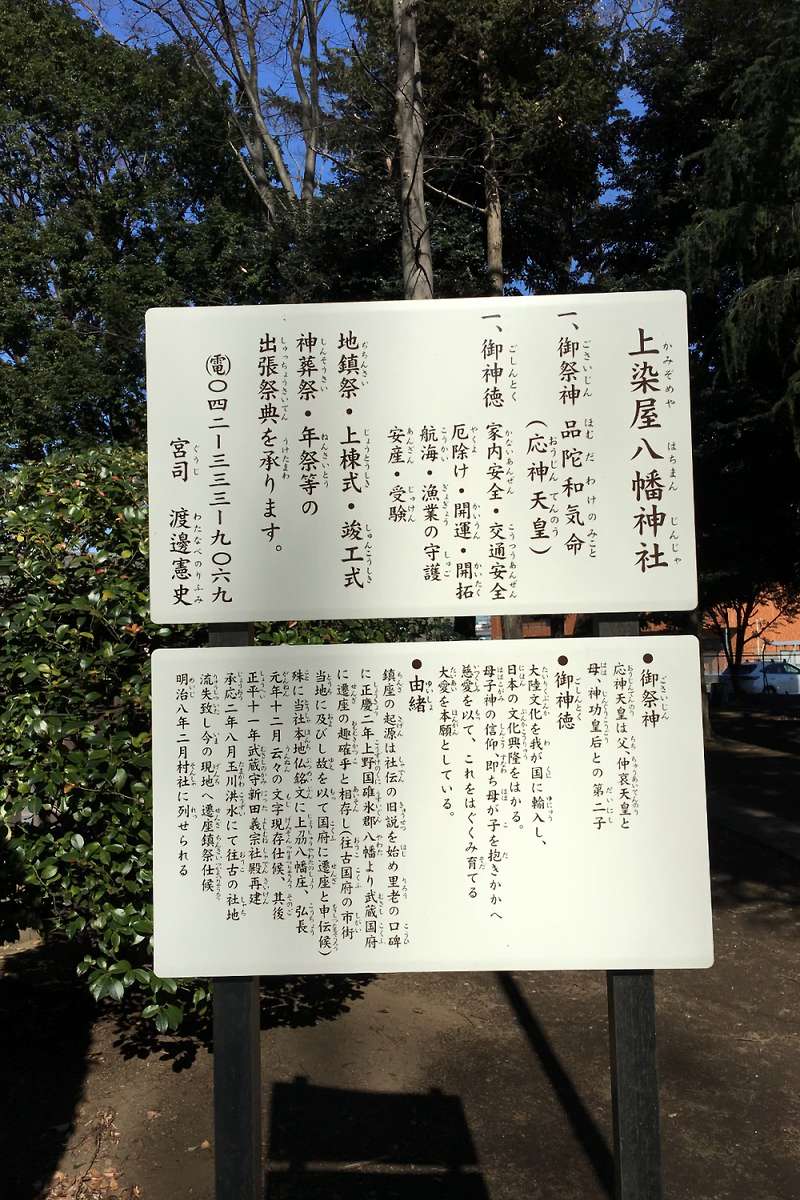 上染屋八幡神社
一、御祭神 品陀和気命
(応神天皇)
一、御神徳 家内安全・交通安全
厄除け・開運・開拓
航海・漁業の守護
安産・受験
地鎮祭・上棟式・竣工式
神葬祭・年祭等の
出張祭典を承ります。
㊞電〇四二ー三三三ー九〇六九
宮司 渡邊憲史
●御祭神
応神天皇は父、仲哀天皇と
母、神功皇后との第二子
●御神徳
大陸文化を我が国に輸入し、
日本の文化興隆をはかる。
母子神の信仰、即ち母が子を抱きかかへ
慈愛を以て、これをはぐくみ育てる
大愛を本願としている。
●由緒
鎮座の起源は社伝の旧説を始め里老の口碑
に正慶二年上野国碓氷郡八幡より武蔵国府
に遷座の趣確乎と相存し(往古国府の市街
当地に及びし故を以て国府に遷座と申伝候)
殊に当社本地仏銘文に上刕八幡庄、弘長
元年十二月云々の文字現存仕候、其後
正平十一年武蔵守新田義宗社殿再建
承応二年八月玉川洪水にて往古の社地
流失致し今の現地へ遷座鎮祭仕候
明治八年二月村社に列せられる